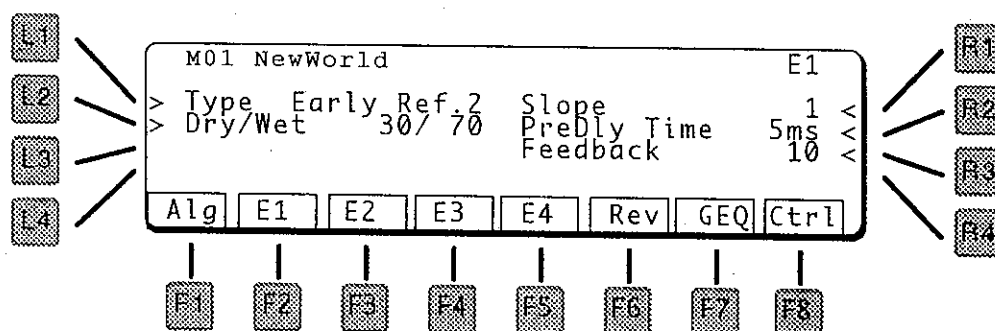 L1
L2
L3
L4
M01 NewWorld E1
> Type Early Ref.2 Slope 1 <
> Dry/Wet 30/ 70 PreDly Time 5ms <
Feedback 10 <
Alg E1 E2 E3 E4 Rev GEQ Ctrl
R1
R2
R3
R4
F1 F2 F3 F4 F5 F6 F7 F8